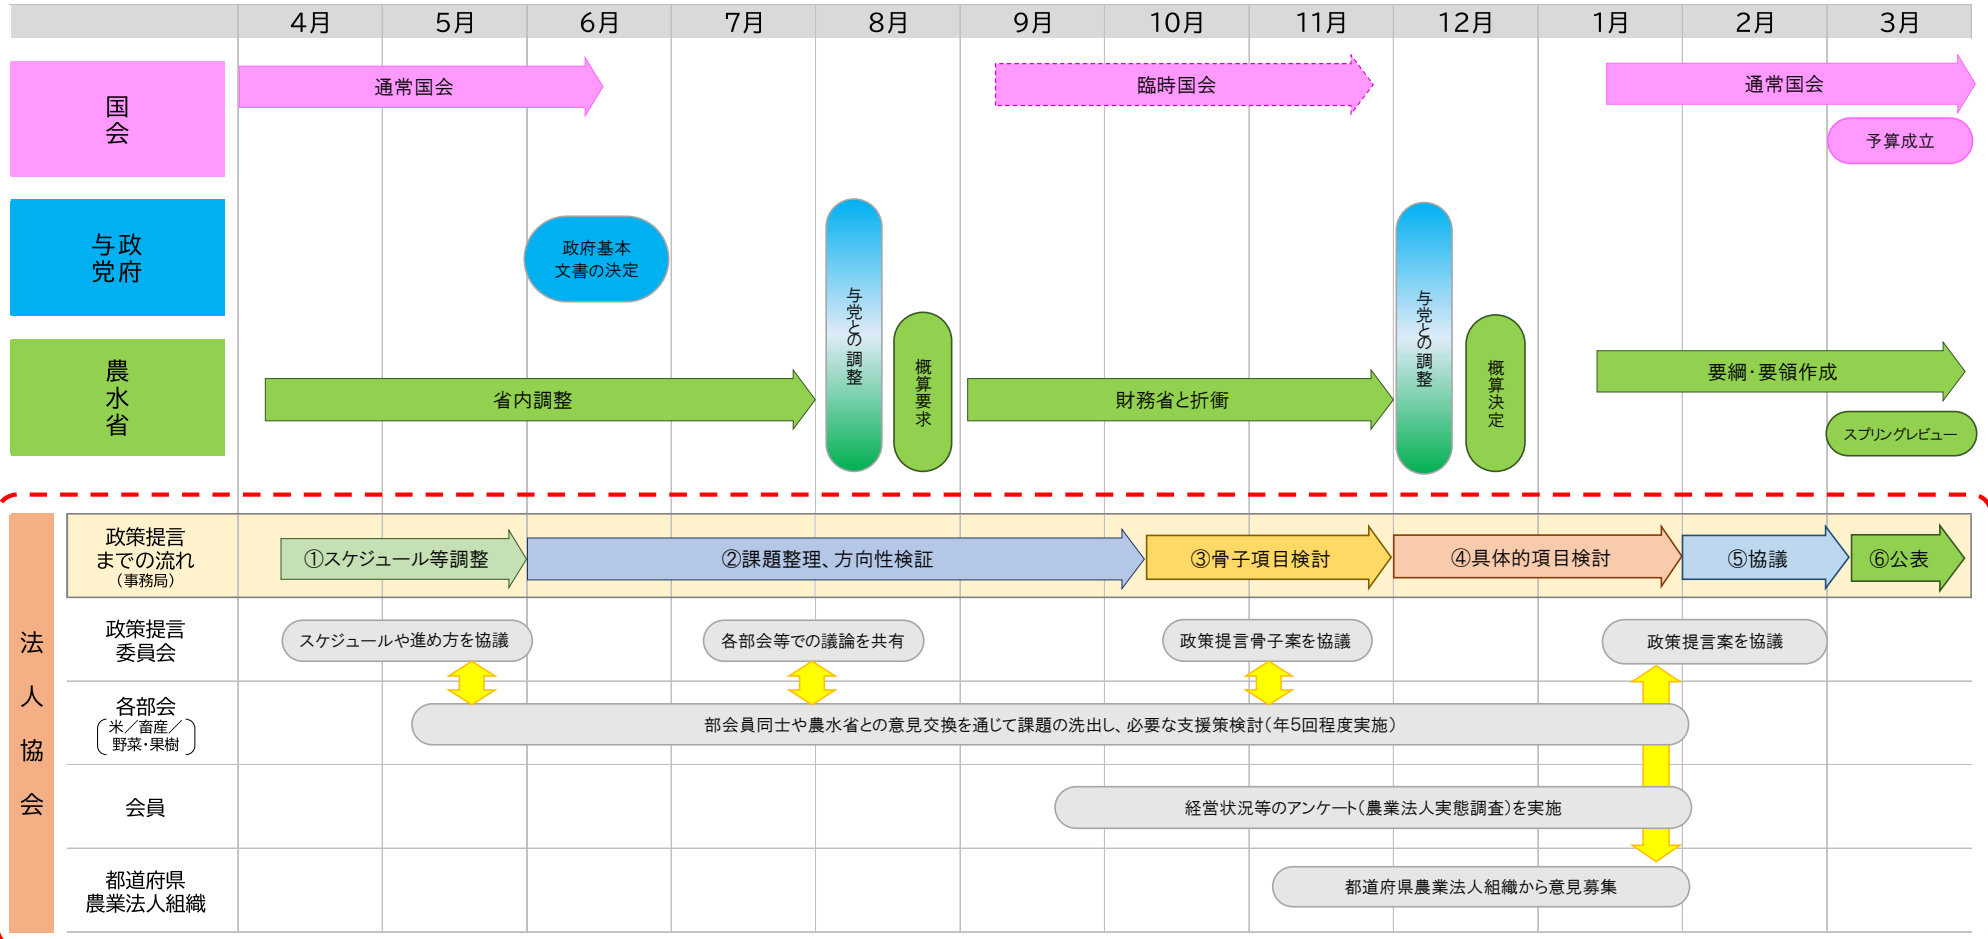 4月 5月 6月 7月 8月 9月 10月 11月 12月 1月 2月 3月
国会
通常国会
臨時国会
通常国会
予算成立
政府
与党
政府基本
文書の決定
与党との調整
与党との調整
農水省
省内調整
概算要求
財務省と折衝
概算決定
要綱・要領作成
スプリングレビュー
法人協会
政策提言
までの流れ
(事務局)
①スケジュール等調整
②課題整理、方向性検証
③骨子項目検討
④具体的項目検討
⑤協議
⑥公表
政策提言
委員会
スケジュールや進め方を協議
各部会等での議論を共有
政策提言骨子案を協議
政策提言案を協議
各部会
米／畜産／
野菜・果樹
部会員同士や農水省との意見交換を通じて課題の洗出し、必要な支援策検討(年5回程度実施)
会員
経営状況等のアンケート(農業法人実態調査)を実施
都道府県
農業法人組織
都道府県農業法人組織から意見募集